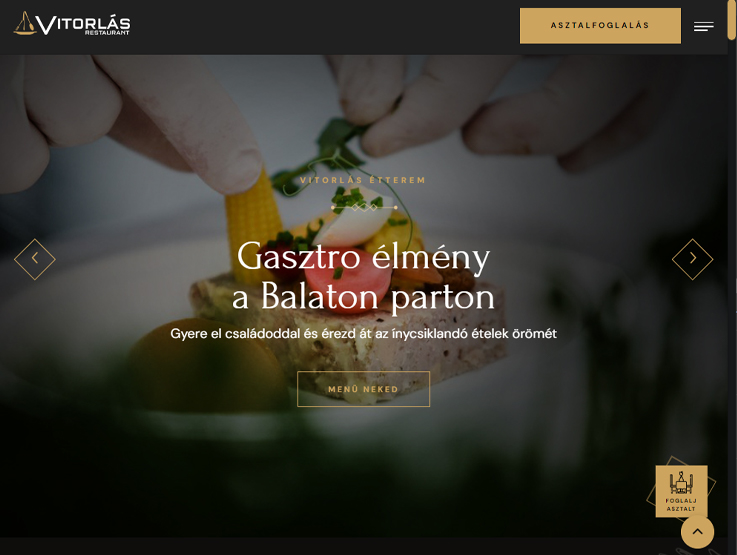 VITORLÁS
RESTAURANT
ASZTALFOGLALÁS
VITORLÁS ÉTTEREM
Gasztro élmény
a Balaton parton
Gyere el családoddal és érezd át az ínycsiklandó ételek örömét
MENÜ NEKED
FOGLALJ
ASZTALT